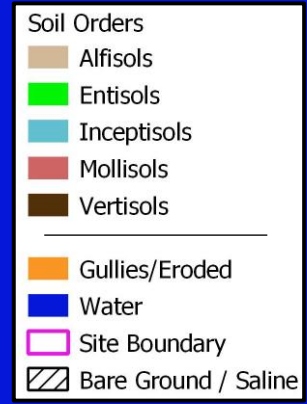 Soil Orders
Alfisols
Entisols
Inceptisols
Mollisols
Vertisols
Gullies/Eroded
Water
Site Boundary
Bare Ground / Saline